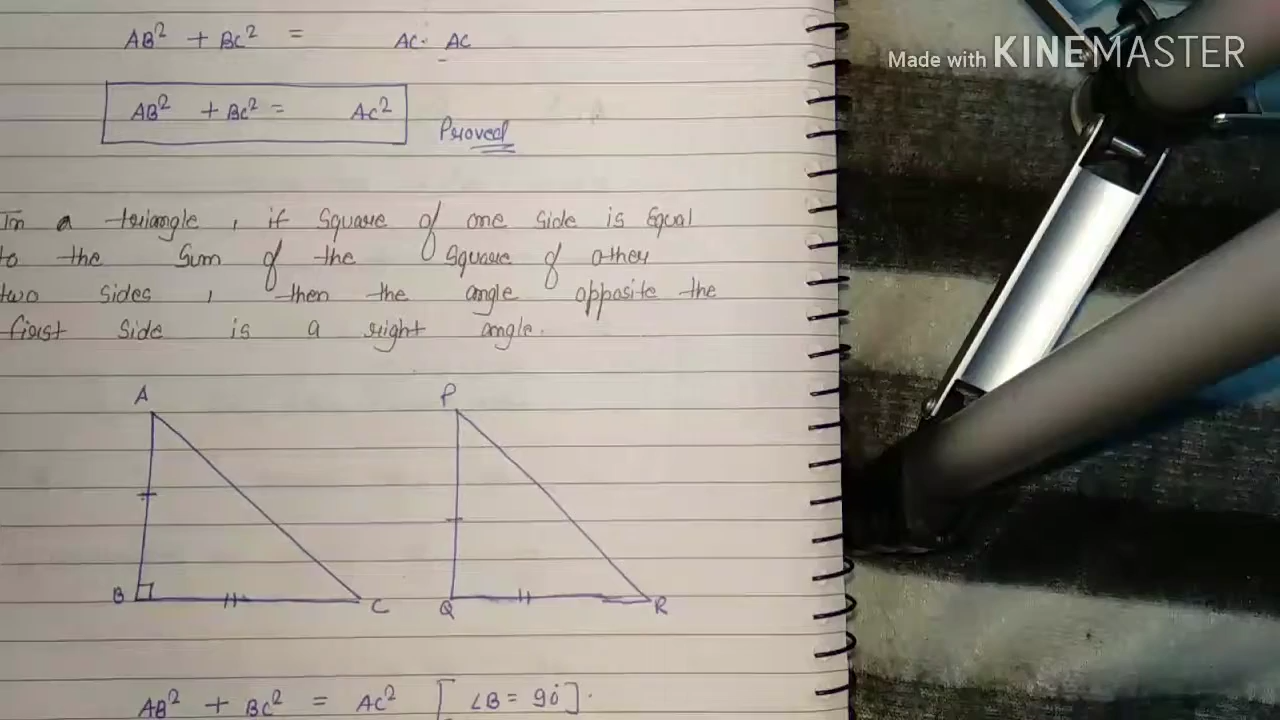 AB² + BC² = AC. AC
AB² + BC² = AC²
Proved
Made with KINEMASTER
In a triangle, if square of one side is Equal
to the Sum of the Square of other
two sides, then the angle opposite the
first side is a right angle.
A P
B C Q R
AB² + BC² = AC² [∠B = 90°].